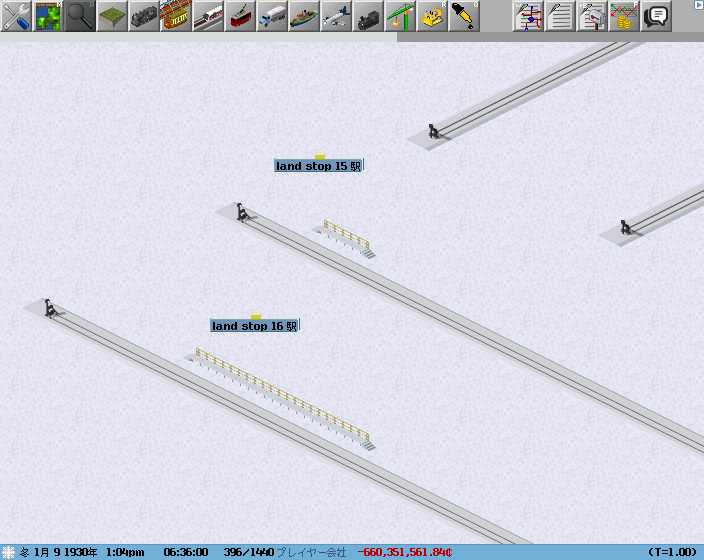 land stop 15 駅
land stop 16 駅
冬 1月 9 1930年 1:04pm 06:36:00 396/1440 プレイヤー会社 -660,351,561.84¢ (T=1.00)